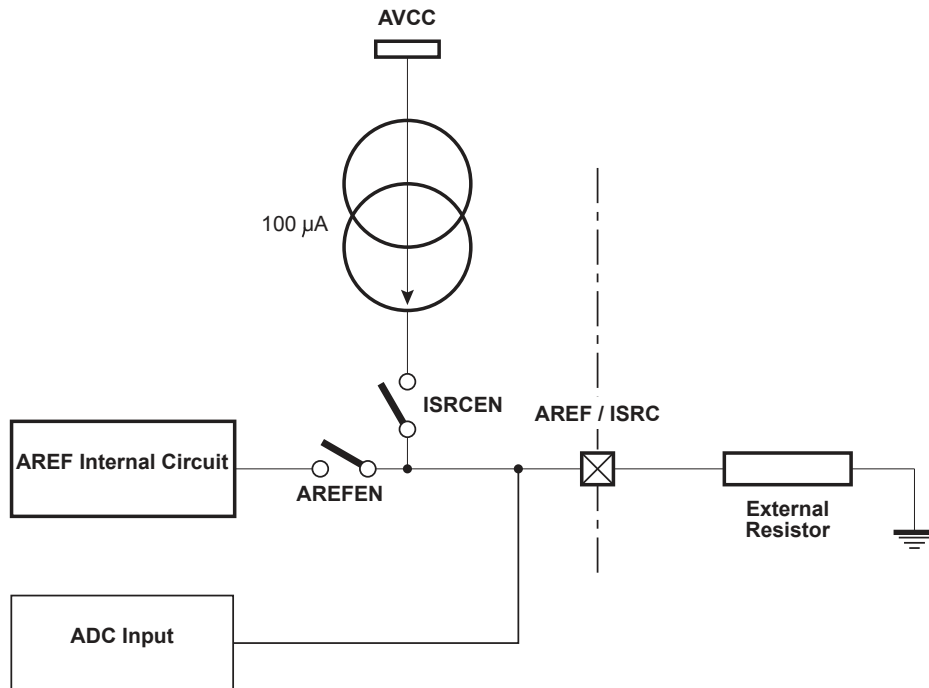 AVCC
100 µA
ISRCEN
AREF / ISRC
AREF Internal Circuit
AREFEN
External
Resistor
ADC Input